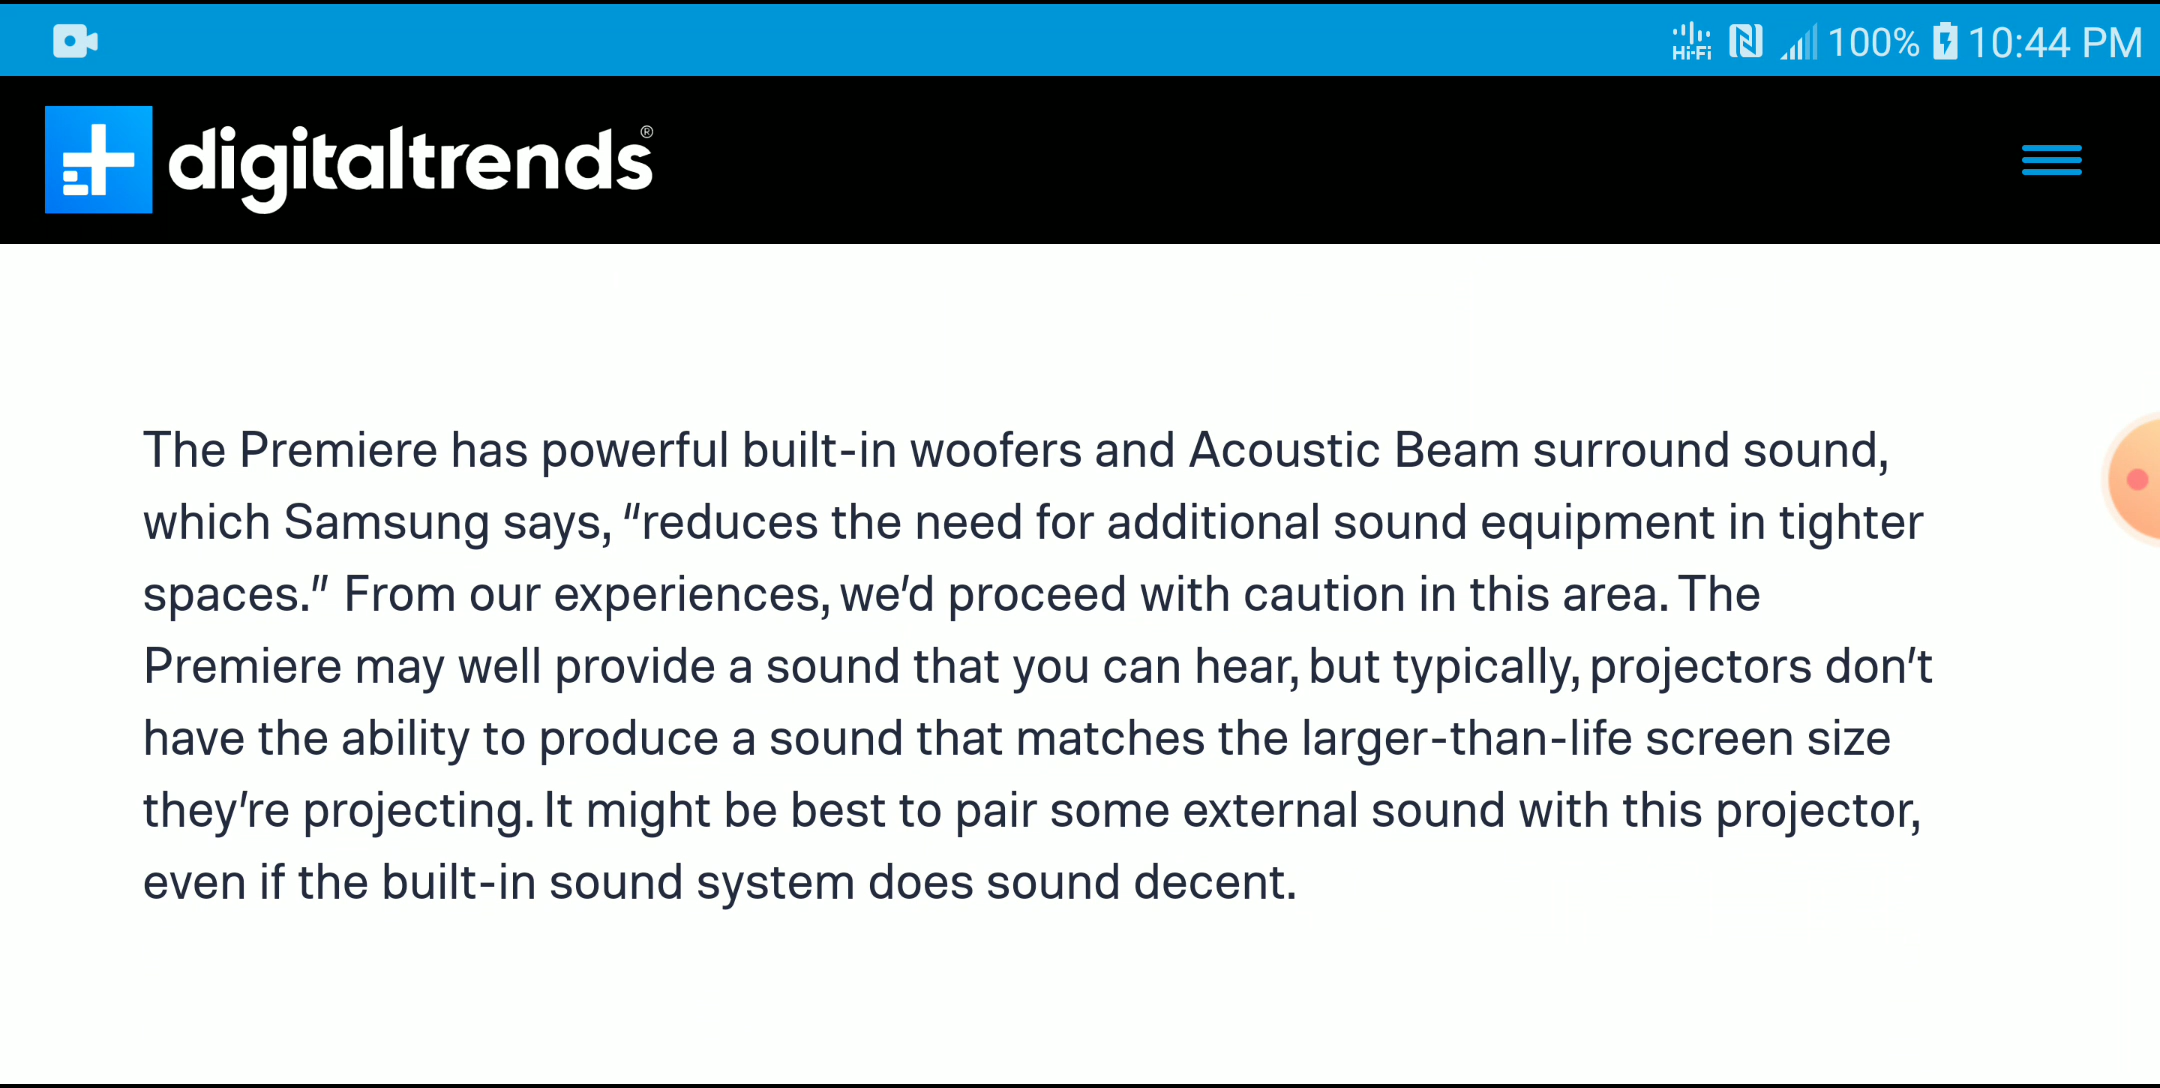 Hi-Fi 100% 10:44 PM
digitaltrends®
The Premiere has powerful built-in woofers and Acoustic Beam surround sound,
which Samsung says, “reduces the need for additional sound equipment in tighter
spaces.” From our experiences, we’d proceed with caution in this area. The
Premiere may well provide a sound that you can hear, but typically, projectors don’t
have the ability to produce a sound that matches the larger-than-life screen size
they’re projecting. It might be best to pair some external sound with this projector,
even if the built-in sound system does sound decent.